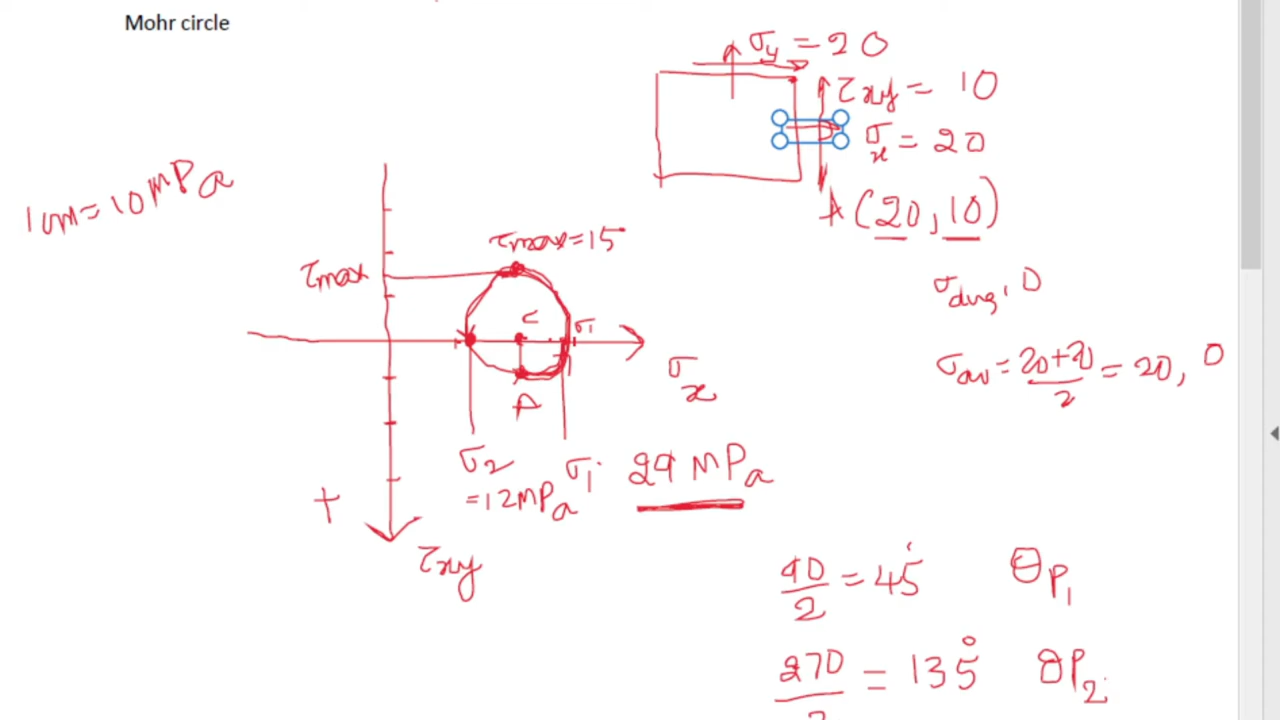 Mohr circle
σy = 20
τxy = 10
σx = 20
A (20, 10)
1cm = 10 MPa
τmax = 15
τmax
C
σ1
σx
A
σavg, 0
σav = 20+20/2 = 20, 0
σ2
= 12 MPa
σ1 29 MPa
+
τxy
90/2 = 45° θP1
270/2 = 135° θP2